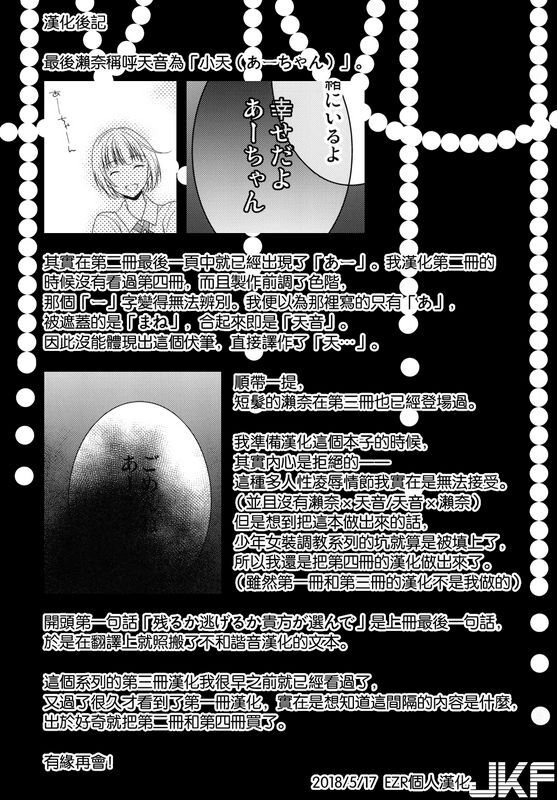 漢化後記
最後瀨奈稱呼天音為「小天（あーちゃん）」。
あーちゃん
にいるよ
幸せだよ
あーちゃん
其實在第二冊最後一頁中就已經出現了「あー」。我漢化第二冊的
時候沒有看過第四冊，而且製作前調了色階，
那個「ー」字變得無法辨別。我便以為那裡寫的只有「あ」，
被遮蓋的是「まね」，合起來即是「天音」。
因此沒能體現出這個伏筆，直接譯作了「天…」。
ごめ
あー
順帶一提，
短髮的瀨奈在第三冊也已經登場過。
我準備漢化這個本子的時候，
其實內心是拒絕的——
這種多人性凌辱情節我實在是無法接受。
（並且沒有瀨奈×天音/天音×瀨奈）
但是想到把這本做出來的話，
少年女裝調教系列的坑就算是被填上了，
所以我還是把第四冊的漢化做出來了。
（雖然第一冊和第三冊的漢化不是我做的）
開頭第一句話「残るか逃げるか貴方が選んで」是上冊最後一句話，
於是在翻譯上就照搬了不和諧音漢化的文本。
這個系列的第三冊漢化我很早之前就已經看過了，
又過了很久才看到了第一冊漢化，實在是想知道這間隔的內容是什麼，
出於好奇就把第二冊和第四冊買了。
有緣再會！
2018/5/17 EZR個人漢化
JKF